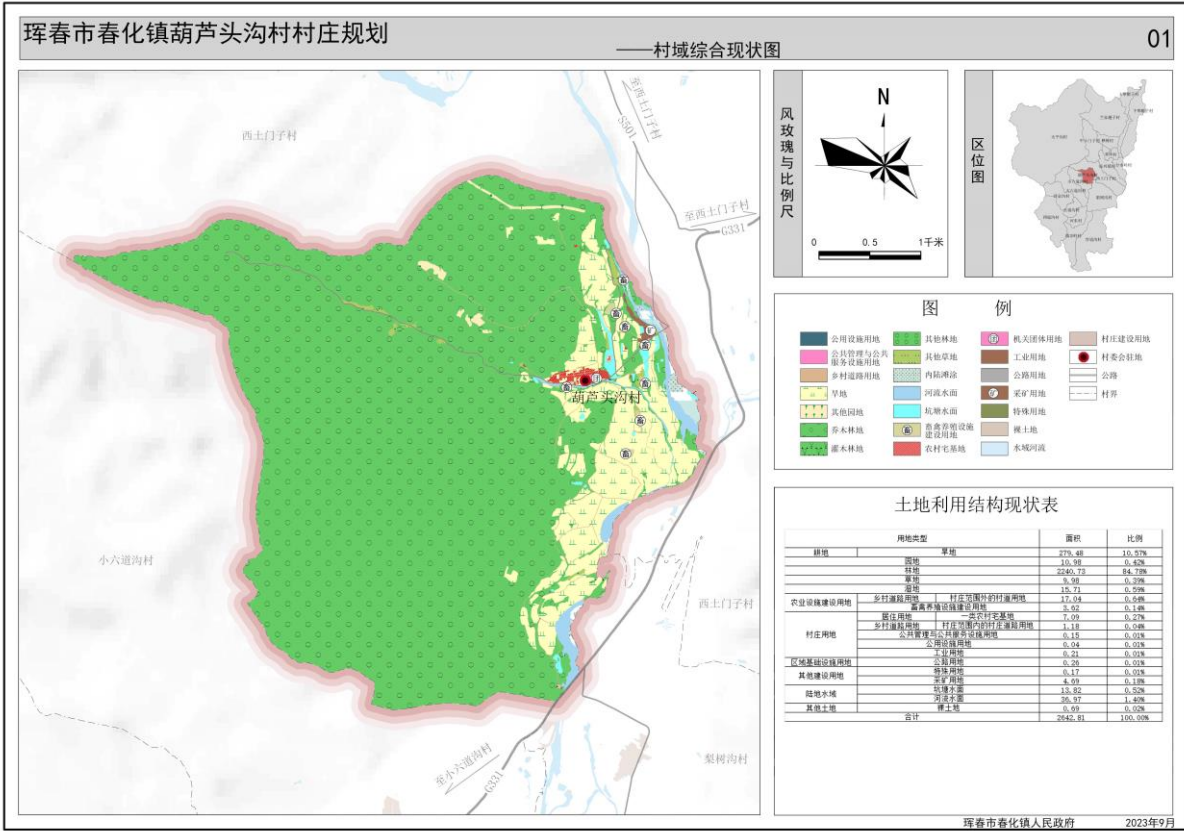 珲春市春化镇葫芦头沟村村庄规划
——村域综合现状图
01
西土门子村
至西土门子村
S501
至西土门子村
G331
葫芦头沟村
小六道沟村
西土门子村
至小六道沟村
G331
梨树沟村
风玫瑰与比例尺
N
0 0.5 1千米
区位图
图 例
公用设施用地
公共管理与公共服务设施用地
乡村道路用地
旱地
其他园地
乔木林地
灌木林地
其他林地
其他草地
内陆滩涂
河流水面
坑塘水面
畜禽养殖设施建设用地
农村宅基地
机关团体用地
工业用地
公路用地
采矿用地
特殊用地
裸土地
水域河流
村庄建设用地
村委会驻地
公路
村界
土地利用结构现状表
用地类型 面积 比例
耕地 旱地 279.48 10.57%
园地 10.98 0.42%
林地 2240.73 84.78%
草地 9.98 0.39%
湿地 15.71 0.59%
农业设施建设用地 乡村道路用地 村庄范围外的村道用地 17.04 0.64%
畜禽养殖设施建设用地 3.62 0.14%
村庄用地 居住用地 一类农村宅基地 7.09 0.27%
乡村道路用地 村庄范围内的村庄道路用地 1.18 0.04%
公共管理与公共服务设施用地 0.15 0.01%
公用设施用地 0.04 0.01%
工业用地 0.21 0.01%
区域基础设施用地 公路用地 0.26 0.01%
其他建设用地 特殊用地 0.17 0.01%
采矿用地 4.69 0.18%
陆地水域 坑塘水面 13.82 0.52%
河流水面 36.97 1.40%
其他土地 裸土地 0.69 0.02%
合计 2642.81 100.00%
珲春市春化镇人民政府 2023年9月